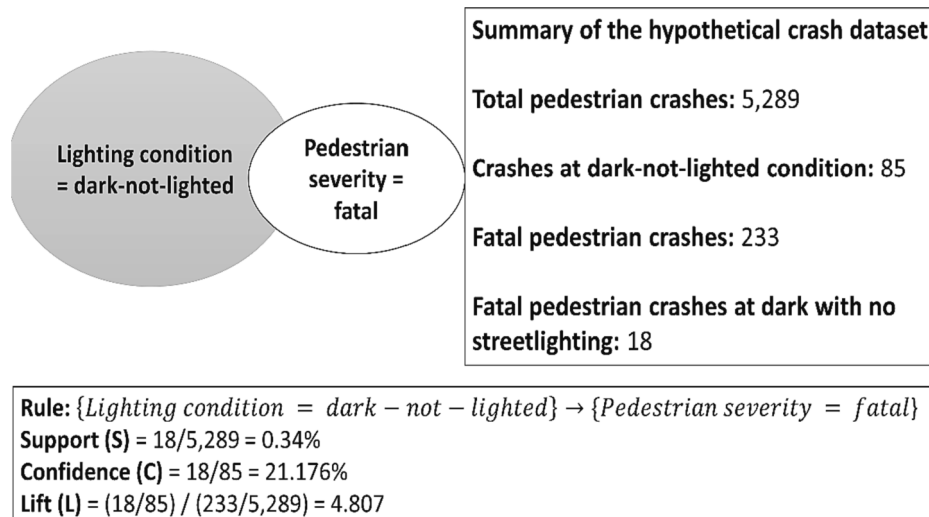 Lighting condition
= dark-not-lighted
Pedestrian
severity =
fatal
Summary of the hypothetical crash dataset
Total pedestrian crashes: 5,289
Crashes at dark-not-lighted condition: 85
Fatal pedestrian crashes: 233
Fatal pedestrian crashes at dark with no
streetlighting: 18
Rule: {Lighting condition = dark − not − lighted} → {Pedestrian severity = fatal}
Support (S) = 18/5,289 = 0.34%
Confidence (C) = 18/85 = 21.176%
Lift (L) = (18/85) / (233/5,289) = 4.807